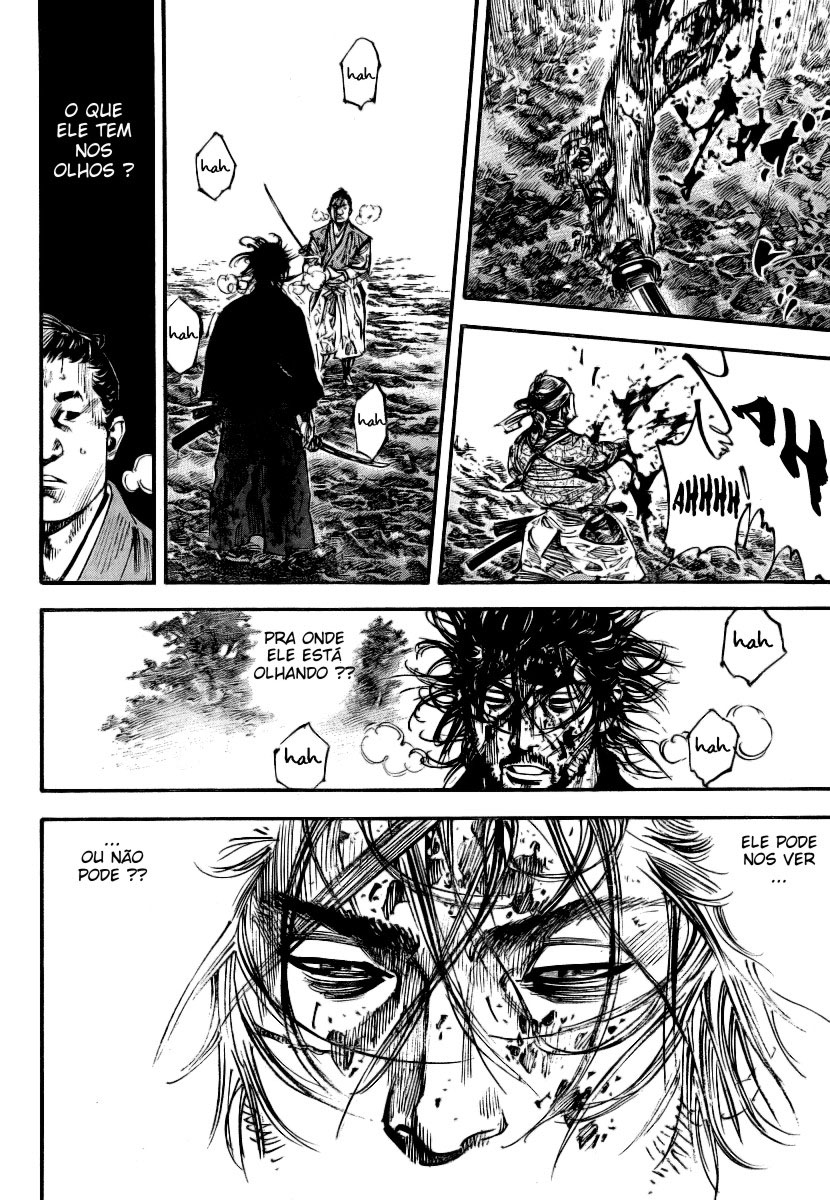 AH
AHHHH!
hah
hah
hah
hah
O QUE
ELE TEM
NOS
OLHOS ?
hah
hah
PRA ONDE
ELE ESTÁ
OLHANDO ??
hah
ELE PODE
NOS VER
...
...
OU NÃO
PODE ??